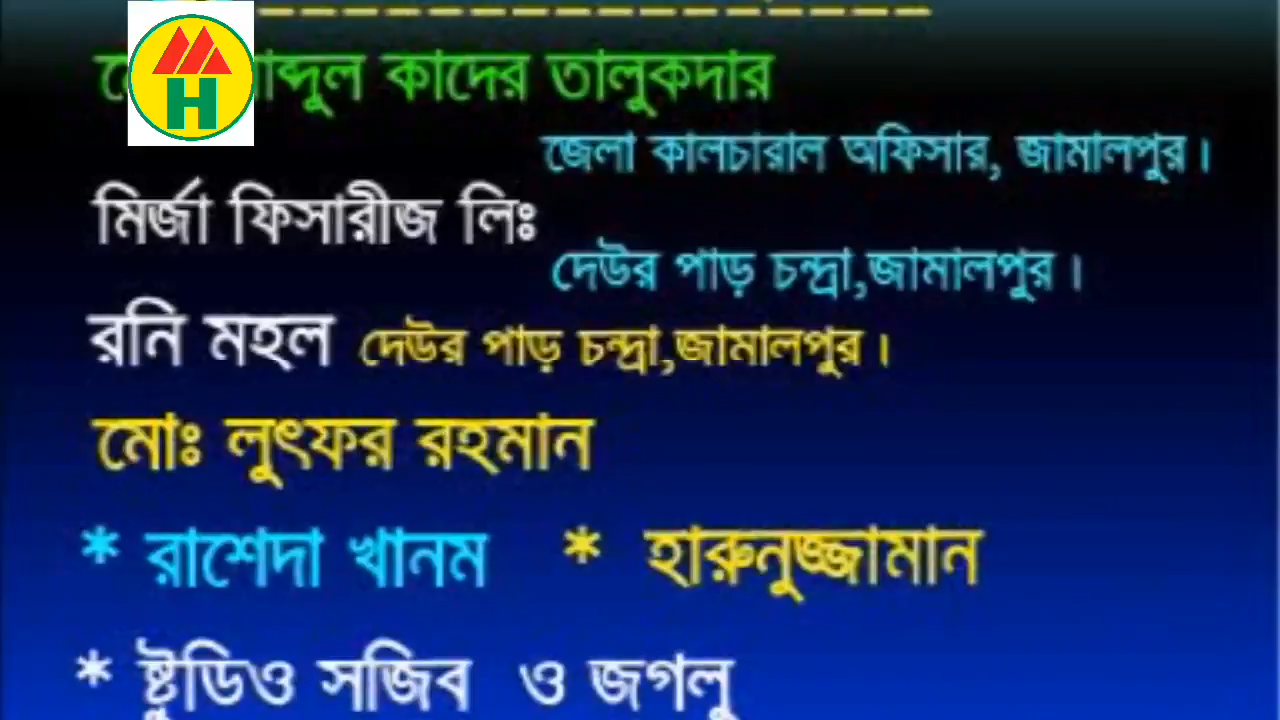 কাদের তালুকদার
জেলা কালচারাল অফিসার, জামালপুর।
মির্জা ফিসারীজ লিঃ
দেউর পাড় চন্দ্রা,জামালপুর।
রনি মহল দেউর পাড় চন্দ্রা,জামালপুর।
মোঃ লুৎফর রহমান
* রাশেদা খানম * হারুনুজ্জামান
* ষ্টুডিও সজিব ও জগলু
H